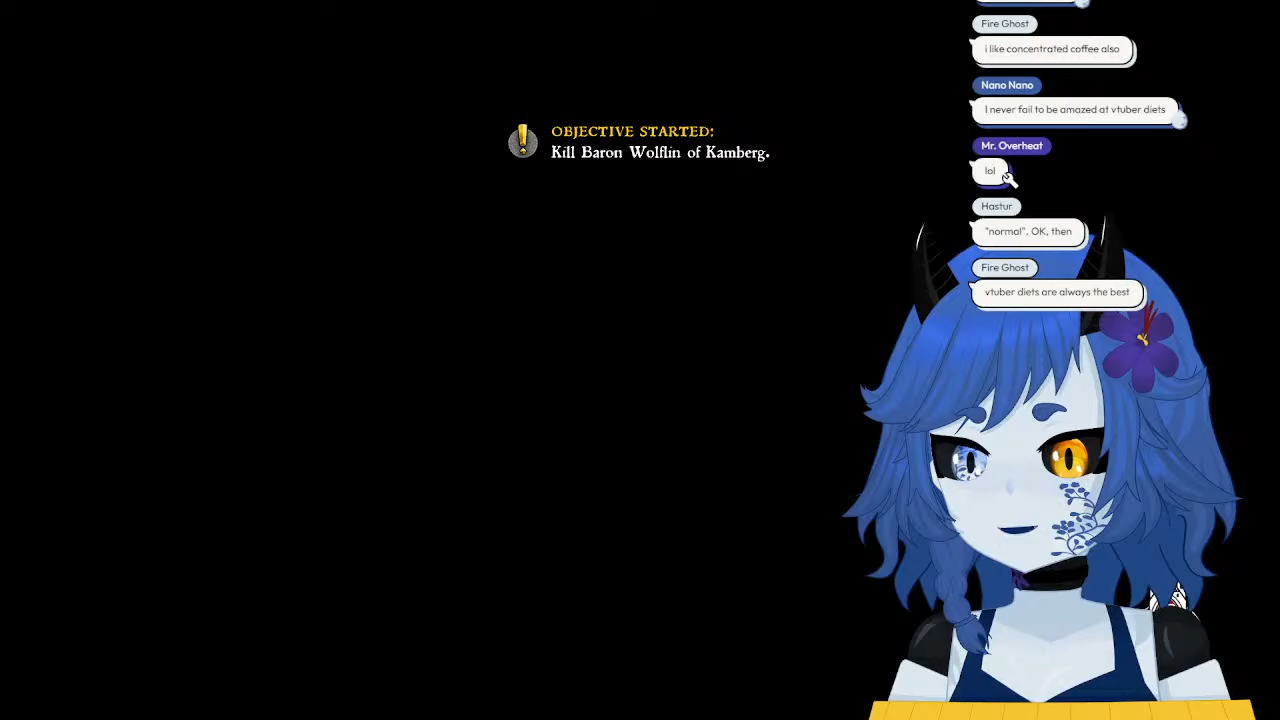 OBJECTIVE STARTED:
Kill Baron Wolflin of Kamberg.
Fire Ghost
i like concentrated coffee also
Nano Nano
I never fail to be amazed at vtuber diets
Mr. Overheat
lol
Hastur
"normal". OK, then
Fire Ghost
vtuber diets are always the best